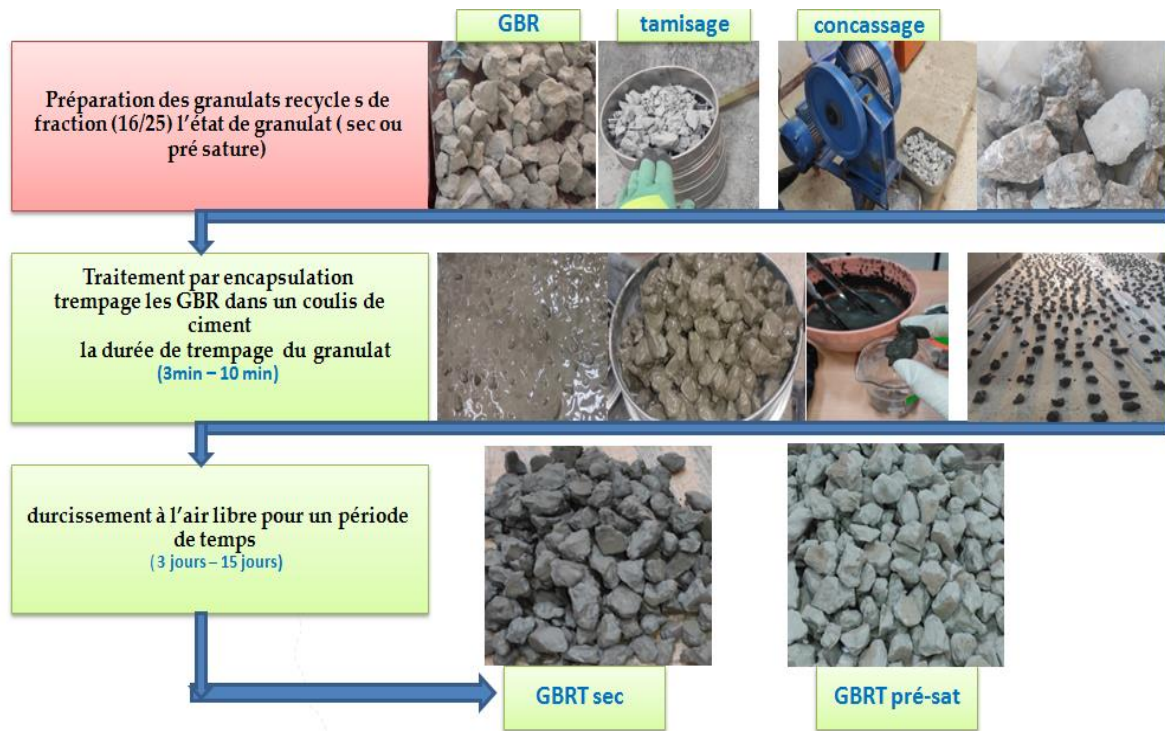 GBR
tamisage
concassage
Préparation des granulats recycle s de
fraction (16/25) l'état de granulat ( sec ou
pré sature)
Traitement par encapsulation
trempage les GBR dans un coulis de
ciment
la durée de trempage du granulat
(3min – 10 min)
durcissement à l'air libre pour un période
de temps
( 3 jours – 15 jours)
GBRT sec
GBRT pré-sat